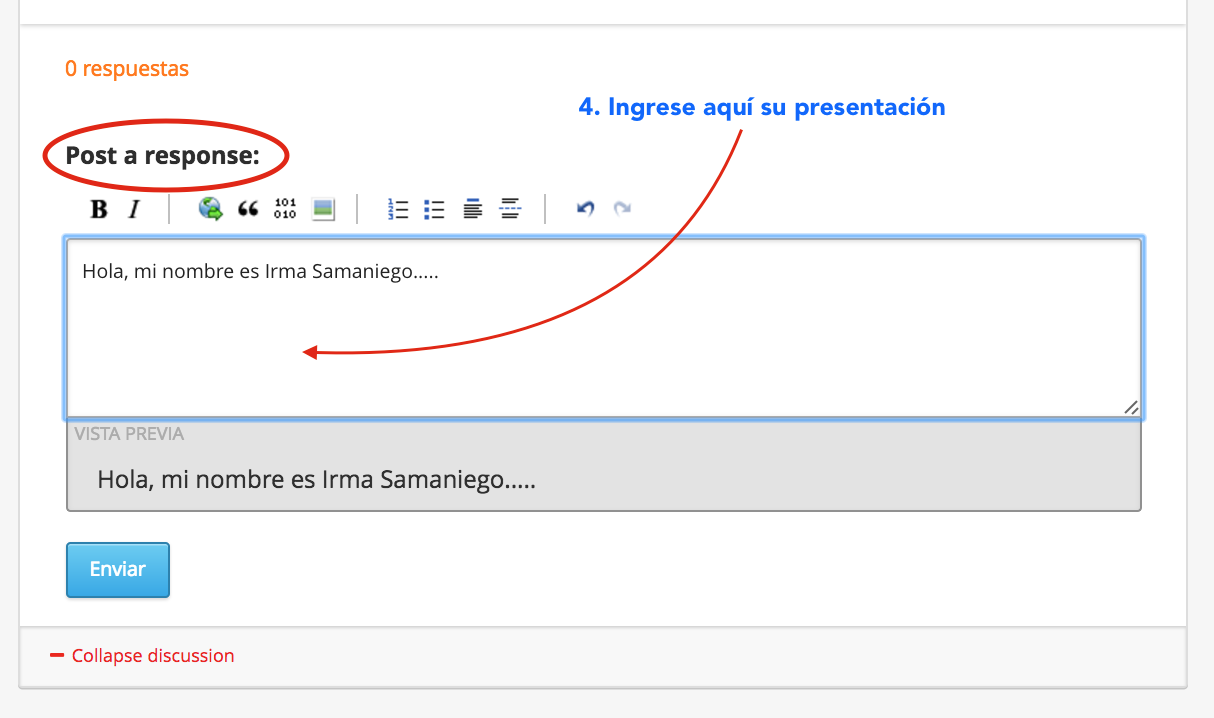 0 respuestas
4. Ingrese aquí su presentación
Post a response:
B I 101 010
Hola, mi nombre es Irma Samaniego.....
VISTA PREVIA
Hola, mi nombre es Irma Samaniego.....
Enviar
Collapse discussion